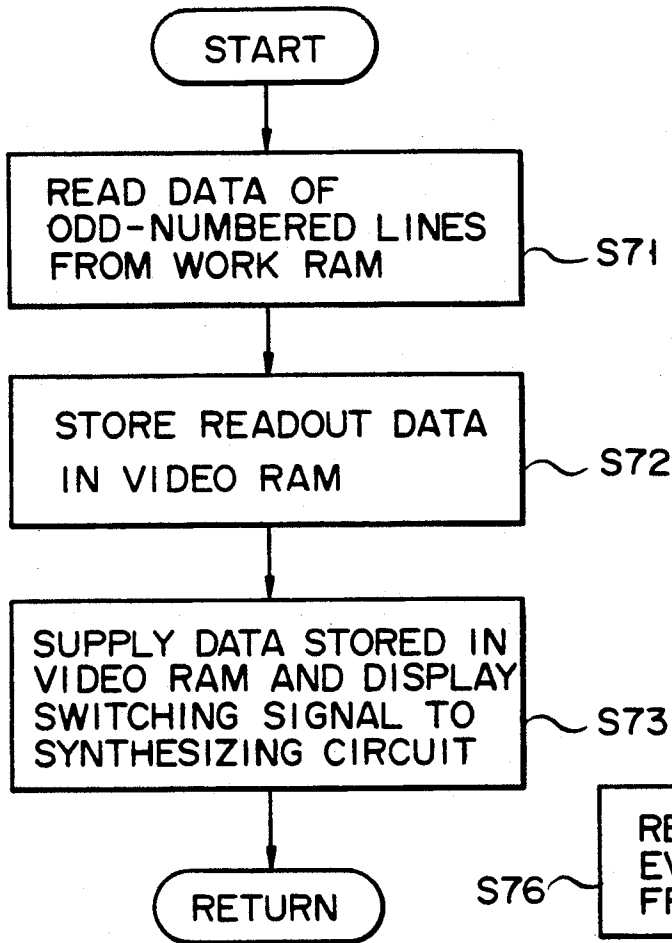 START
READ DATA OF
ODD-NUMBERED LINES
FROM WORK RAM
S71
STORE READOUT DATA
IN VIDEO RAM
S72
SUPPLY DATA STORED IN
VIDEO RAM AND DISPLAY
SWITCHING SIGNAL TO
SYNTHESIZING CIRCUIT
S73
RETURN
S76